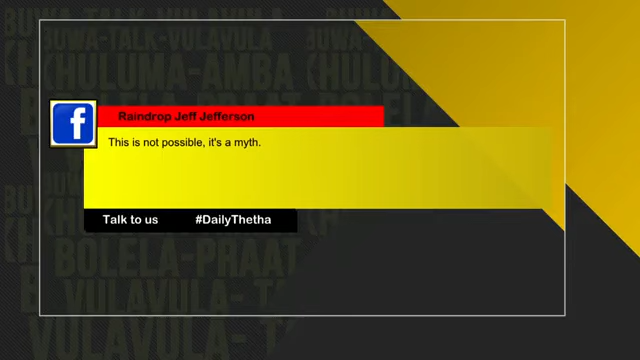 BUWA-TALK-VULAVULA-
KHULUMA-AMBA
BOLELA-PRAAT
VULAVULA- TA
Raindrop Jeff Jefferson
This is not possible, it's a myth.
Talk to us #DailyThetha